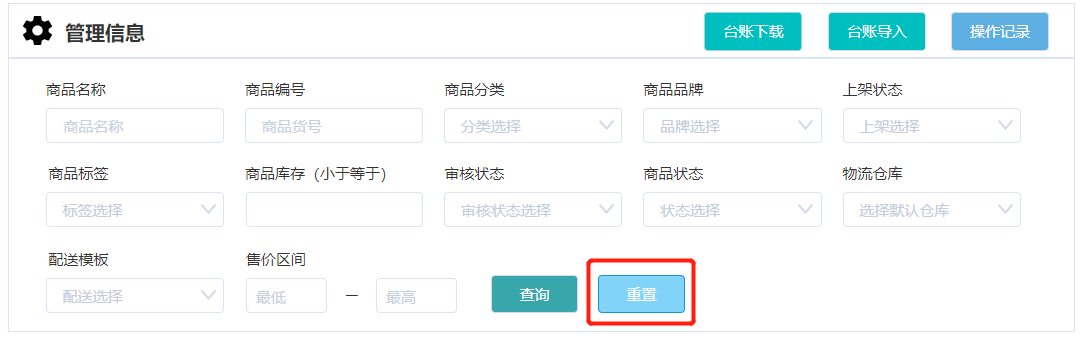 管理信息 台账下载 台账导入 操作记录
商品名称 商品编号 商品分类 商品品牌 上架状态
商品名称 商品货号 分类选择 品牌选择 上架选择
商品标签 商品库存（小于等于） 审核状态 商品状态 物流仓库
标签选择 审核状态选择 状态选择 选择默认仓库
配送模板 售价区间
配送选择 最低 — 最高 查询 重置